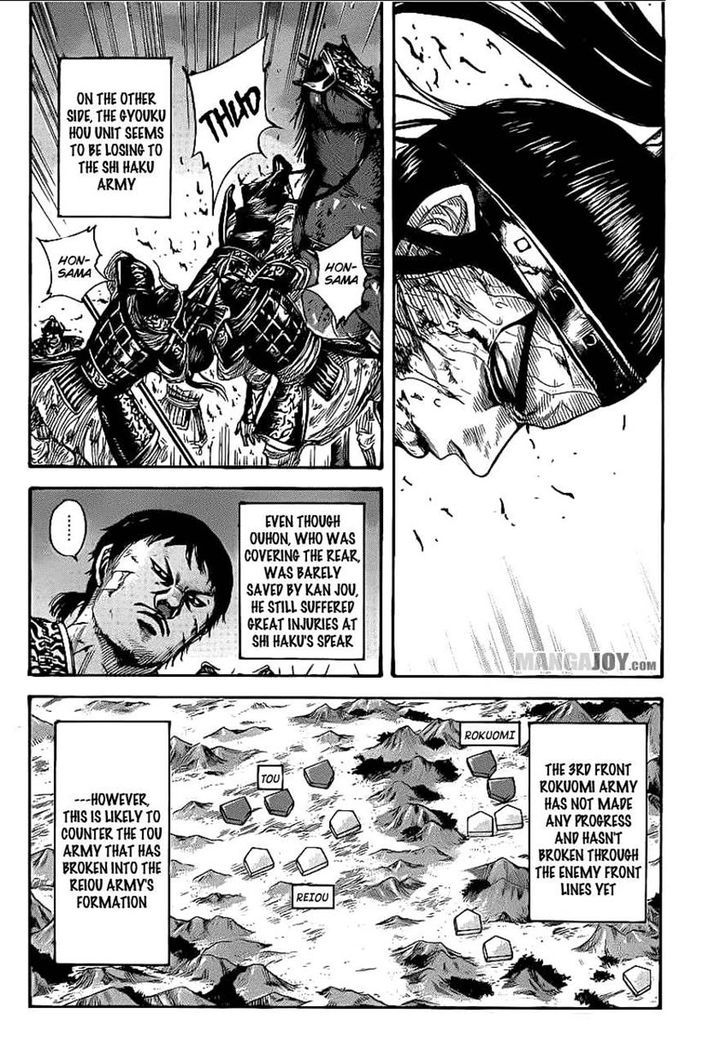 ON THE OTHER
SIDE, THE GYOUKU
HOU UNIT SEEMS
TO BE LOSING TO
THE SHI HAKU
ARMY
THUD
HON-
SAMA
HON-
SAMA
......
EVEN THOUGH
OUHON, WHO WAS
COVERING THE REAR,
WAS BARELY
SAVED BY KAN JOU,
HE STILL SUFFERED
GREAT INJURIES AT
SHI HAKU'S SPEAR
MANGAJOY.COM
ROKUOMI
THE 3RD FRONT
ROKUOMI ARMY
HAS NOT MADE
ANY PROGRESS
AND HASN'T
BROKEN THROUGH
THE ENEMY FRONT
LINES YET
TOU
REIOU
---HOWEVER,
THIS IS LIKELY TO
COUNTER THE TOU
ARMY THAT HAS
BROKEN INTO THE
REIOU ARMY'S
FORMATION